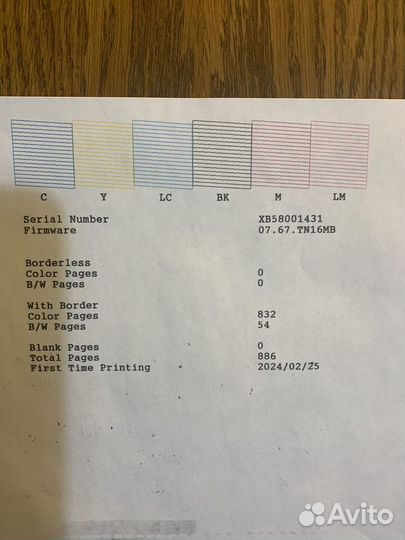 C Y LC BK M LM
Serial Number XB58001431
Firmware 07.67.TN16MB
Borderless
Color Pages 0
B/W Pages 0
With Border
Color Pages 832
B/W Pages 54
Blank Pages 0
Total Pages 886
First Time Printing 2024/02/25
Avito